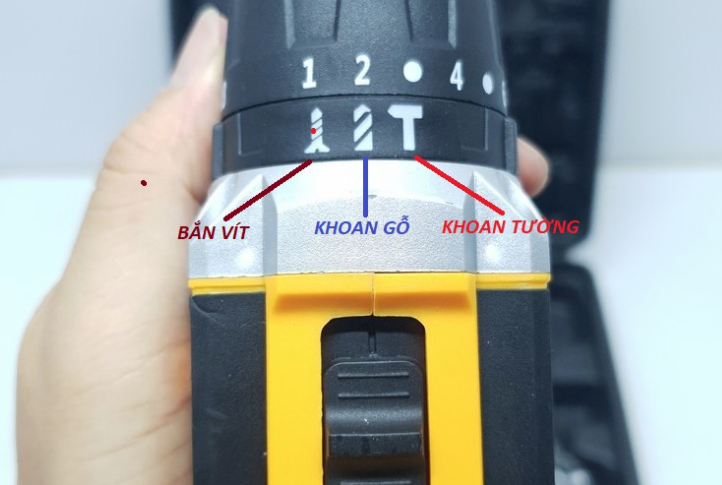 1 2 ● 4 ●
BẮN VÍT
KHOAN GỖ
KHOAN TƯỜNG